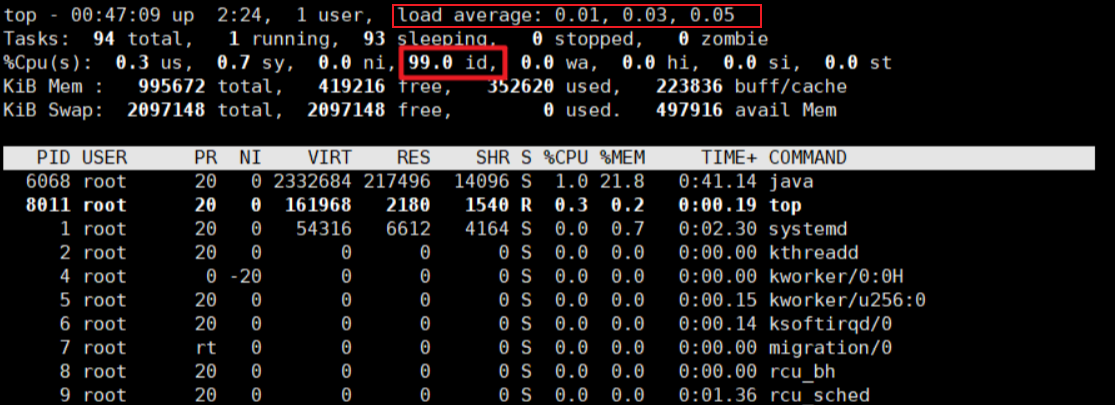 top - 00:47:09 up  2:24,  1 user,  load average: 0.01, 0.03, 0.05
Tasks:  94 total,   1 running,  93 sleeping,   0 stopped,   0 zombie
%Cpu(s):  0.3 us,  0.7 sy,  0.0 ni, 99.0 id,  0.0 wa,  0.0 hi,  0.0 si,  0.0 st
KiB Mem :   995672 total,   419216 free,   352620 used,   223836 buff/cache
KiB Swap:  2097148 total,  2097148 free,        0 used.   497916 avail Mem
PID USER      PR  NI    VIRT    RES    SHR S %CPU %MEM     TIME+ COMMAND
6068 root      20   0 2332684 217496  14096 S  1.0 21.8   0:41.14 java
8011 root      20   0  161968   2180   1540 R  0.3  0.2   0:00.19 top
1 root      20   0   54316   6612   4164 S  0.0  0.7   0:02.30 systemd
2 root      20   0       0      0      0 S  0.0  0.0   0:00.00 kthreadd
4 root       0 -20       0      0      0 S  0.0  0.0   0:00.00 kworker/0:0H
5 root      20   0       0      0      0 S  0.0  0.0   0:00.15 kworker/u256:0
6 root      20   0       0      0      0 S  0.0  0.0   0:00.14 ksoftirqd/0
7 root      rt   0       0      0      0 S  0.0  0.0   0:00.00 migration/0
8 root      20   0       0      0      0 S  0.0  0.0   0:00.00 rcu_bh
9 root      20   0       0      0      0 S  0.0  0.0   0:01.36 rcu_sched